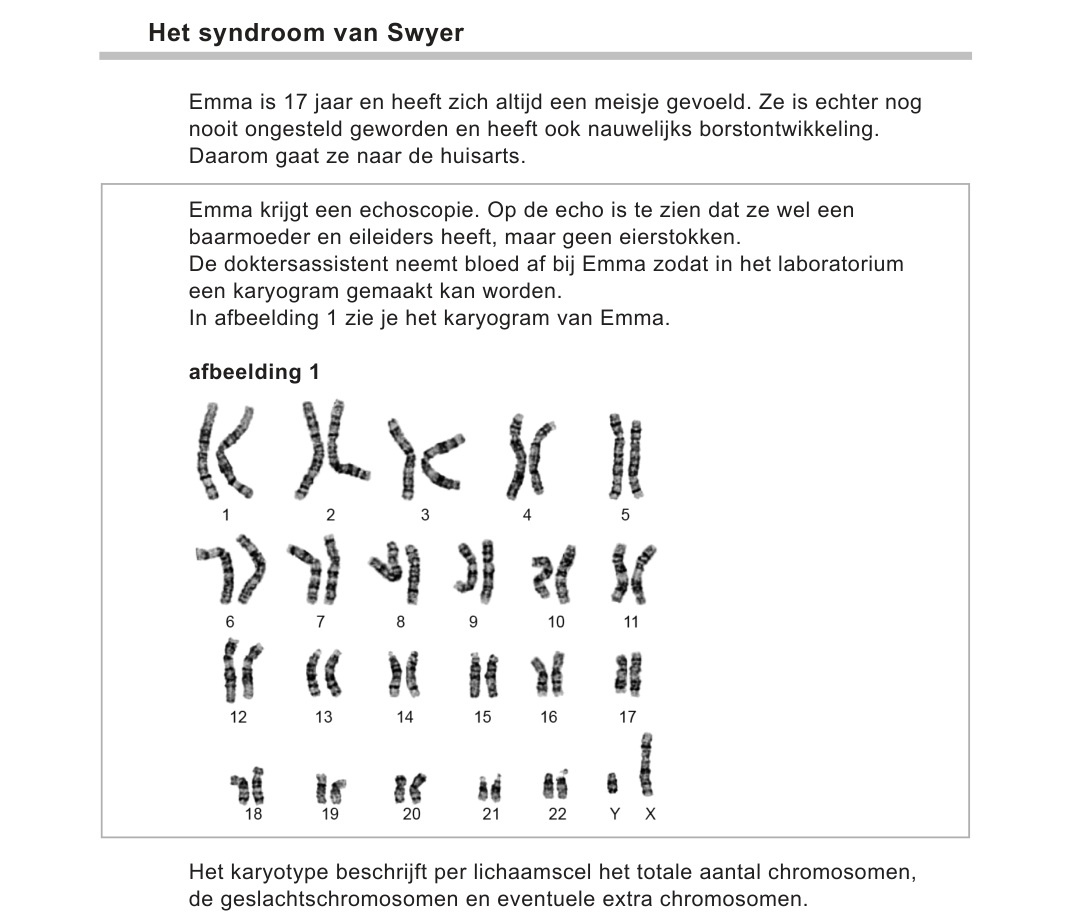 Het syndroom van Swyer
Emma is 17 jaar en heeft zich altijd een meisje gevoeld. Ze is echter nog
nooit ongesteld geworden en heeft ook nauwelijks borstontwikkeling.
Daarom gaat ze naar de huisarts.
Emma krijgt een echoscopie. Op de echo is te zien dat ze wel een
baarmoeder en eileiders heeft, maar geen eierstokken.
De doktersassistent neemt bloed af bij Emma zodat in het laboratorium
een karyogram gemaakt kan worden.
In afbeelding 1 zie je het karyogram van Emma.
afbeelding 1
1 2 3 4 5
6 7 8 9 10 11
12 13 14 15 16 17
18 19 20 21 22 Y X
Het karyotype beschrijft per lichaamscel het totale aantal chromosomen,
de geslachtschromosomen en eventuele extra chromosomen.